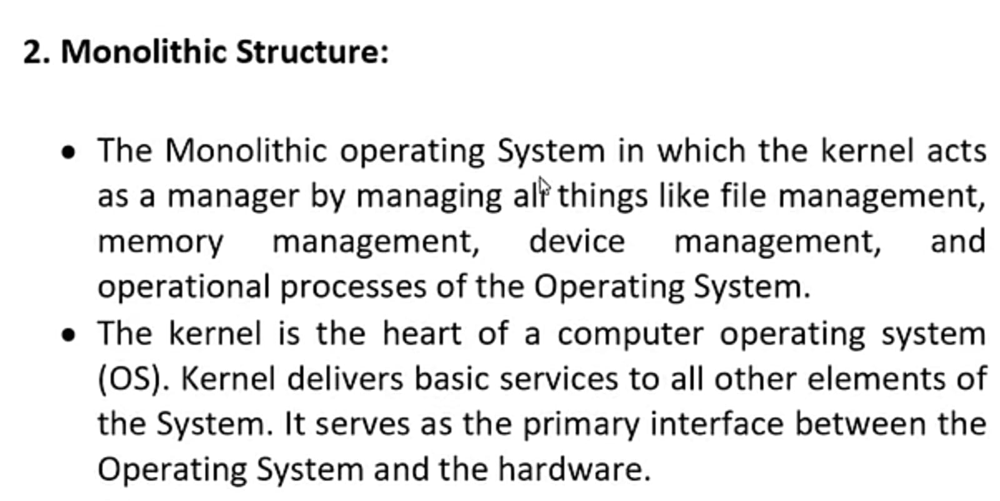 2. Monolithic Structure:
• The Monolithic operating System in which the kernel acts
as a manager by managing all things like file management,
memory management, device management, and
operational processes of the Operating System.
• The kernel is the heart of a computer operating system
(OS). Kernel delivers basic services to all other elements of
the System. It serves as the primary interface between the
Operating System and the hardware.